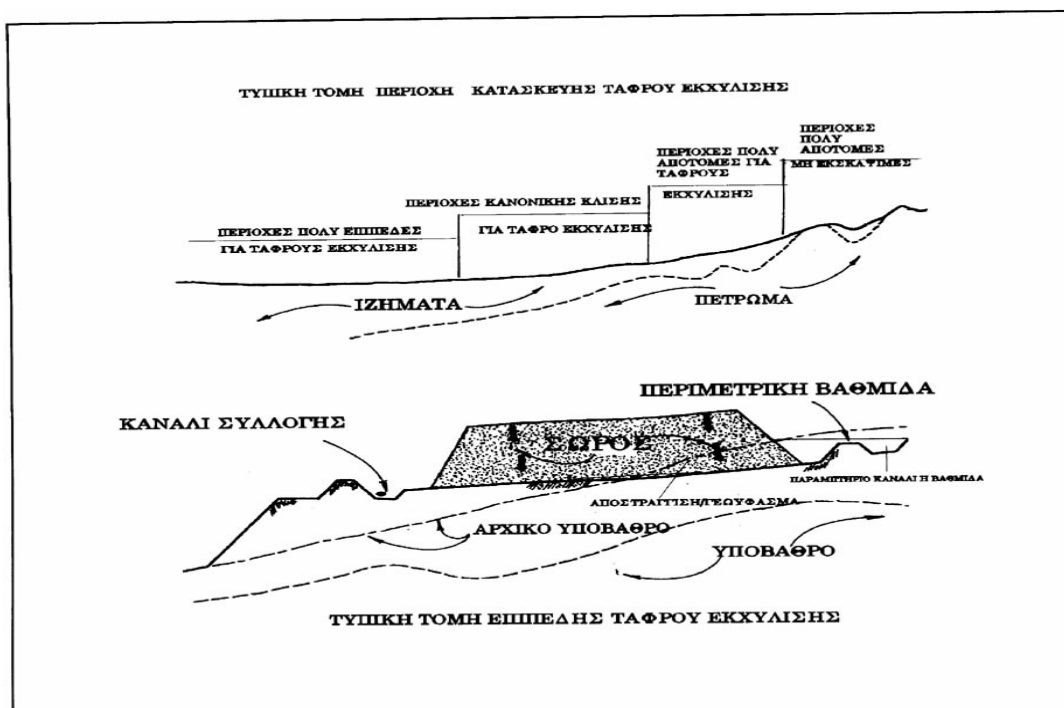 ΤΥΠΙΚΗ ΤΟΜΗ ΠΕΡΙΟΧΗ ΚΑΤΑΣΚΕΥΗΣ ΤΑΦΡΟΥ ΕΚΧΥΛΙΣΗΣ
ΠΕΡΙΟΧΕΣ
ΠΟΛΥ
ΑΠΟΤΟΜΕΣ
ΜΗ ΕΚΣΚΑΨΙΜΕΣ
ΠΕΡΙΟΧΕΣ ΠΟΛΥ
ΑΠΟΤΟΜΕΣ ΓΙΑ
ΤΑΦΡΟΥΣ
ΕΚΧΥΛΙΣΗΣ
ΠΕΡΙΟΧΕΣ ΚΑΝΟΝΙΚΗΣ ΚΛΙΣΗΣ
ΓΙΑ ΤΑΦΡΟ ΕΚΧΥΛΙΣΗΣ
ΠΕΡΙΟΧΕΣ ΠΟΛΥ ΕΠΙΠΕΔΕΣ
ΓΙΑ ΤΑΦΡΟΥΣ ΕΚΧΥΛΙΣΗΣ
ΙΖΗΜΑΤΑ
ΠΕΤΡΩΜΑ
ΠΕΡΙΜΕΤΡΙΚΗ ΒΑΘΜΙΔΑ
ΚΑΝΑΛΙ ΣΥΛΛΟΓΗΣ
ΣΩΡΟΣ
ΠΑΡΑΜΠΤΗΡΙΟ ΚΑΝΑΛΙ Η ΒΑΘΜΙΔΑ
ΑΠΟΣΤΡΑΓΓΙΣΗ/ΓΕΩΥΦΑΣΜΑ
ΑΡΧΙΚΟ ΥΠΟΒΑΘΡΟ
ΥΠΟΒΑΘΡΟ
ΤΥΠΙΚΗ ΤΟΜΗ ΕΠΙΠΕΔΗΣ ΤΑΦΡΟΥ ΕΚΧΥΛΙΣΗΣ